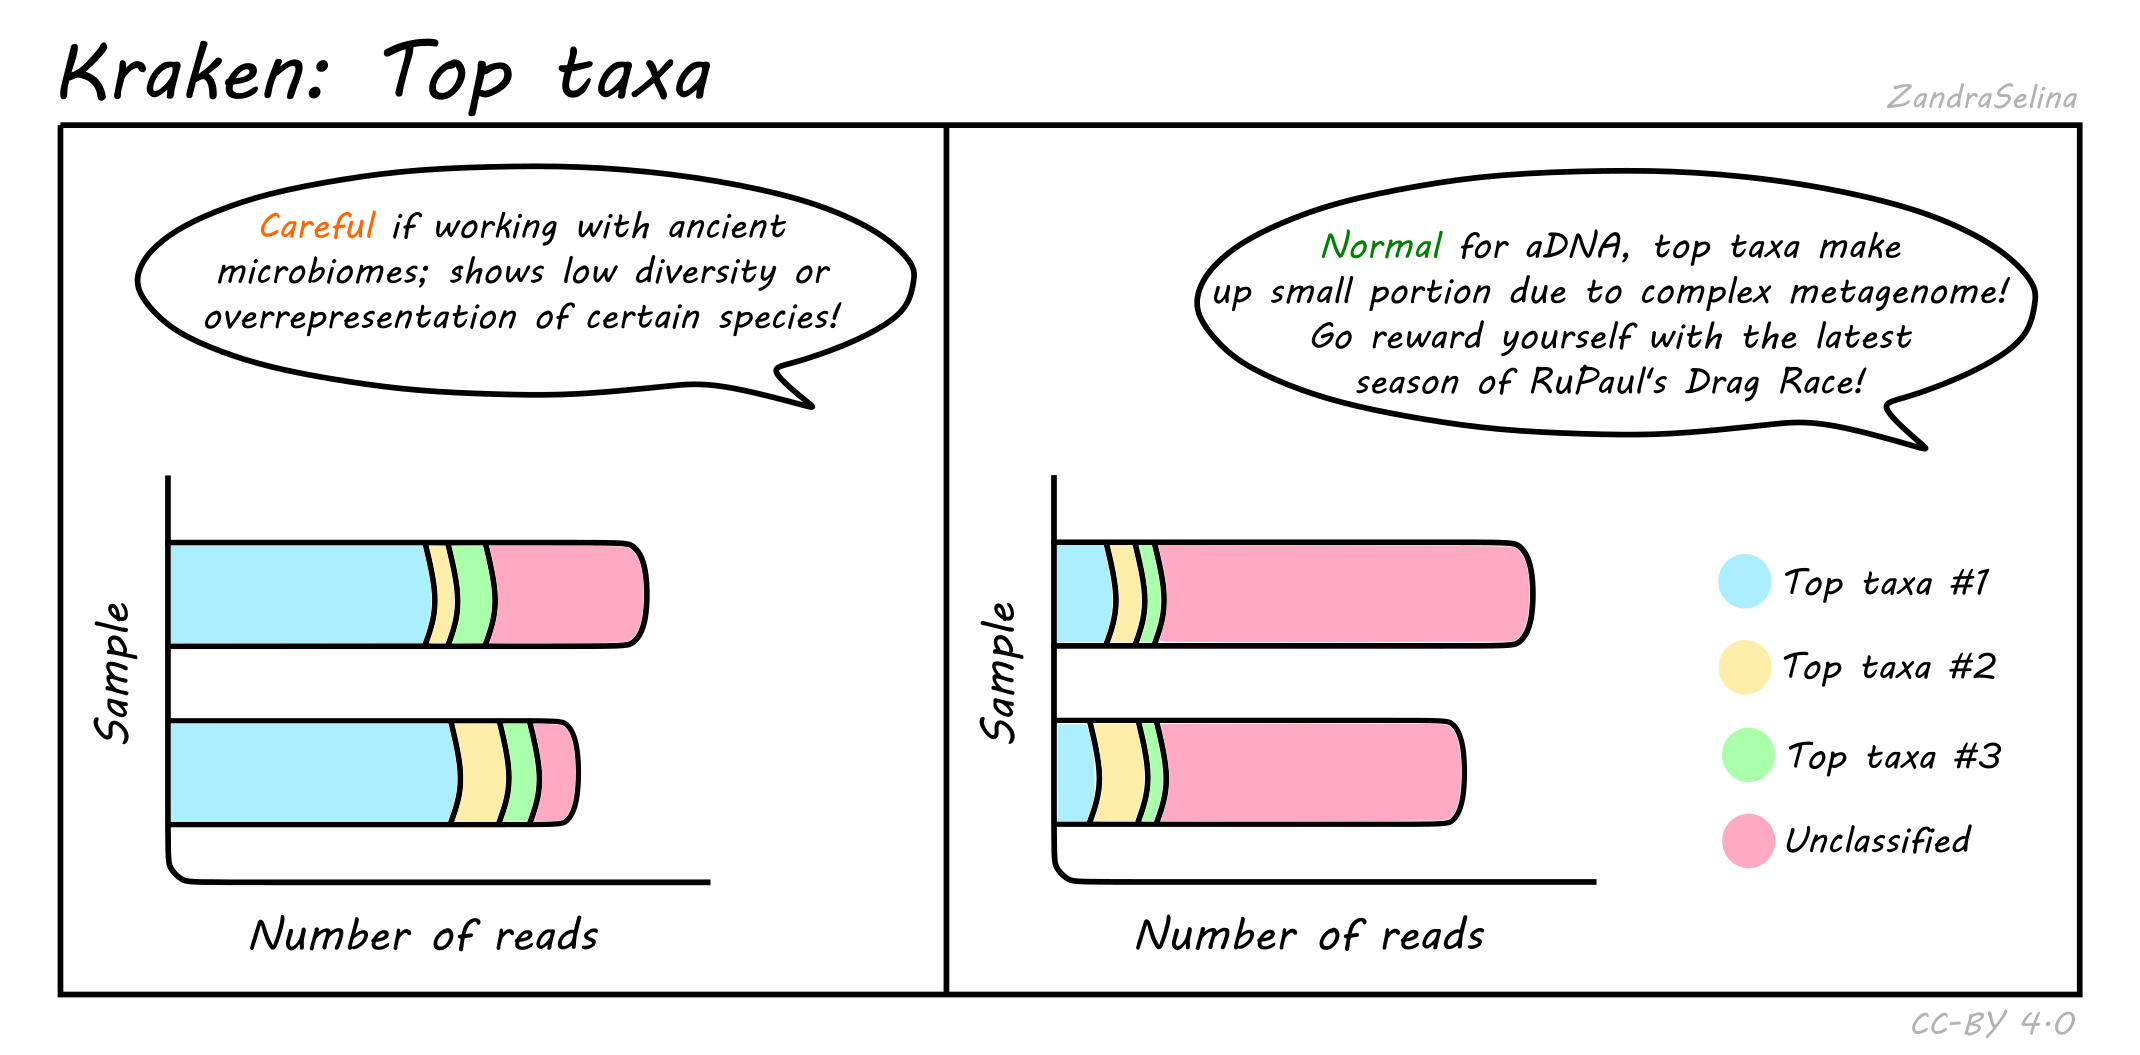 Kraken: Top taxa
ZandraSelina
Careful if working with ancient
microbiomes; shows low diversity or
overrepresentation of certain species!
Sample
Number of reads
Normal for aDNA, top taxa make
up small portion due to complex metagenome!
Go reward yourself with the latest
season of RuPaul's Drag Race!
Sample
Number of reads
Top taxa #1
Top taxa #2
Top taxa #3
Unclassified
CC-BY 4.0